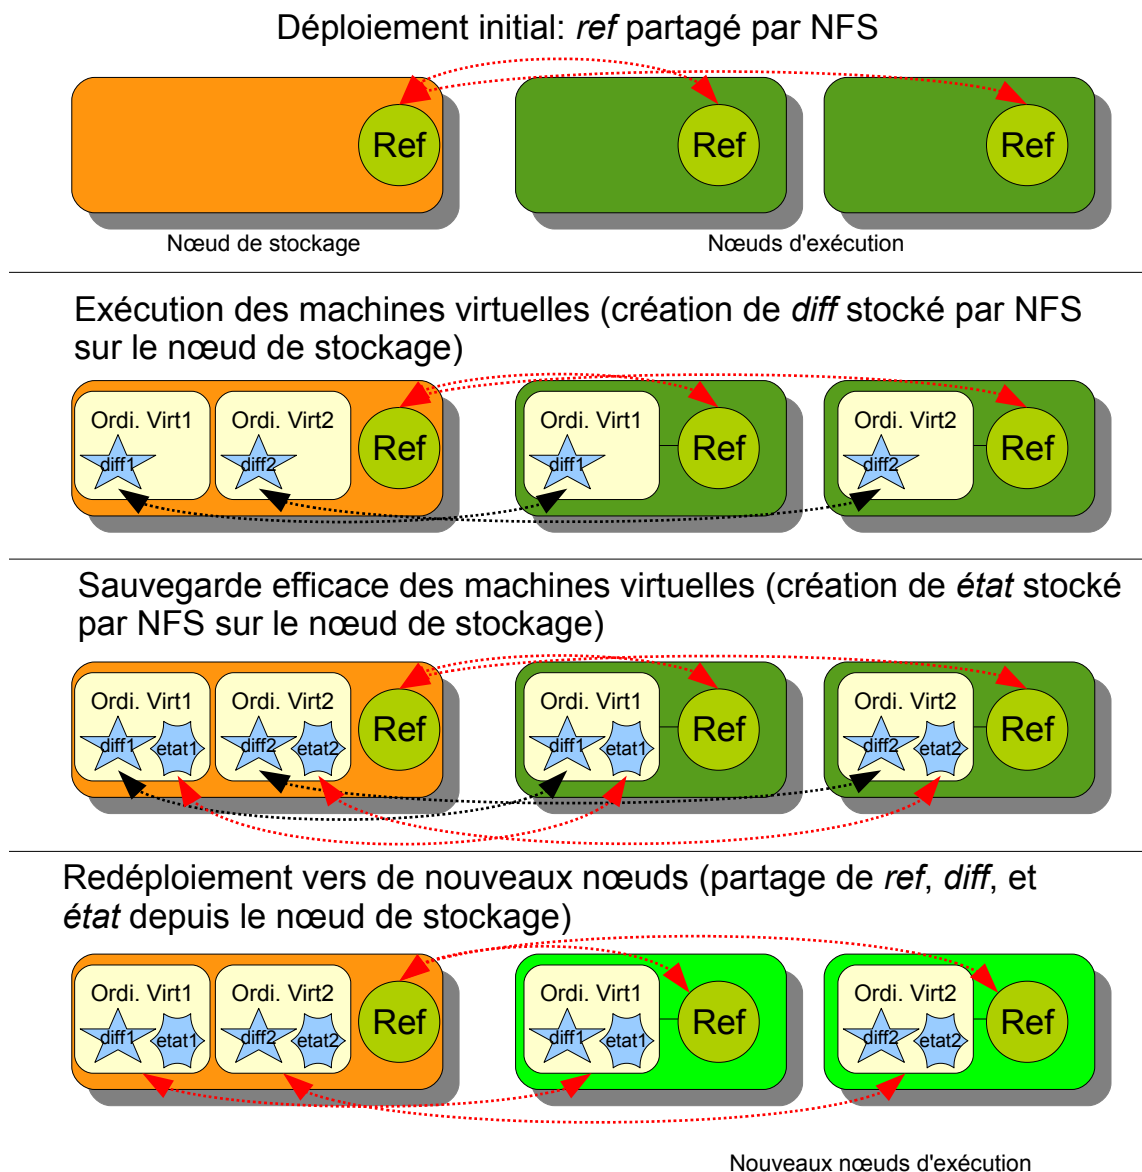 Déploiement initial: ref partagé par NFS
Ref
Ref
Ref
Nœud de stockage
Nœuds d'exécution
Exécution des machines virtuelles (création de diff stocké par NFS
sur le nœud de stockage)
Ordi. Virt1
Ordi. Virt2
Ordi. Virt1
Ordi. Virt2
diff1
diff2
Ref
diff1
Ref
diff2
Ref
Sauvegarde efficace des machines virtuelles (création de état stocké
par NFS sur le nœud de stockage)
Ordi. Virt1
Ordi. Virt2
Ordi. Virt1
Ordi. Virt2
diff1
etat1
diff2
etat2
Ref
diff1
etat1
Ref
diff2
etat2
Ref
Redéploiement vers de nouveaux nœuds (partage de ref, diff, et
état depuis le nœud de stockage)
Ordi. Virt1
Ordi. Virt2
Ordi. Virt1
Ordi. Virt2
diff1
etat1
diff2
etat2
Ref
diff1
etat1
Ref
diff2
etat2
Ref
Nouveaux nœuds d'exécution